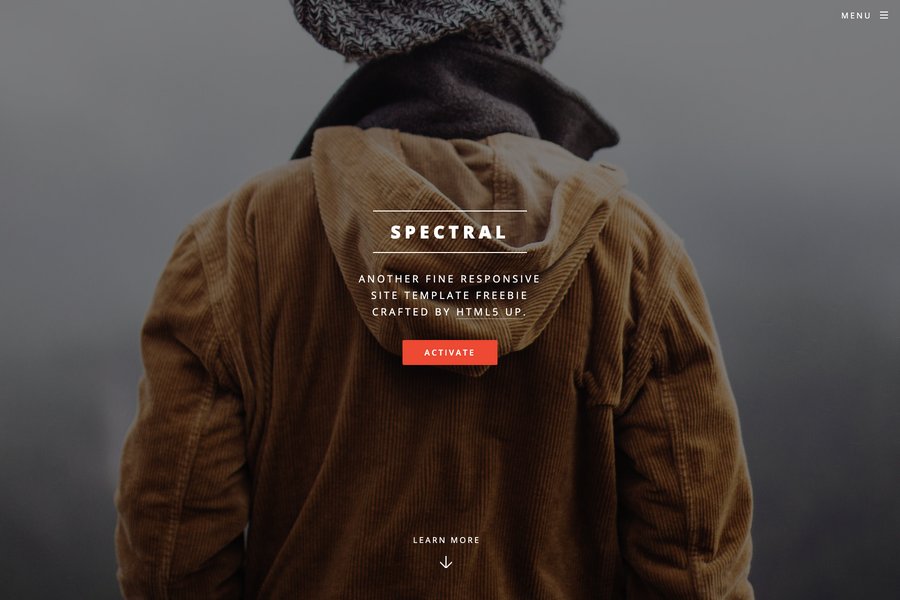 MENU
SPECTRAL
ANOTHER FINE RESPONSIVE
SITE TEMPLATE FREEBIE
CRAFTED BY HTML5 UP.
ACTIVATE
LEARN MORE